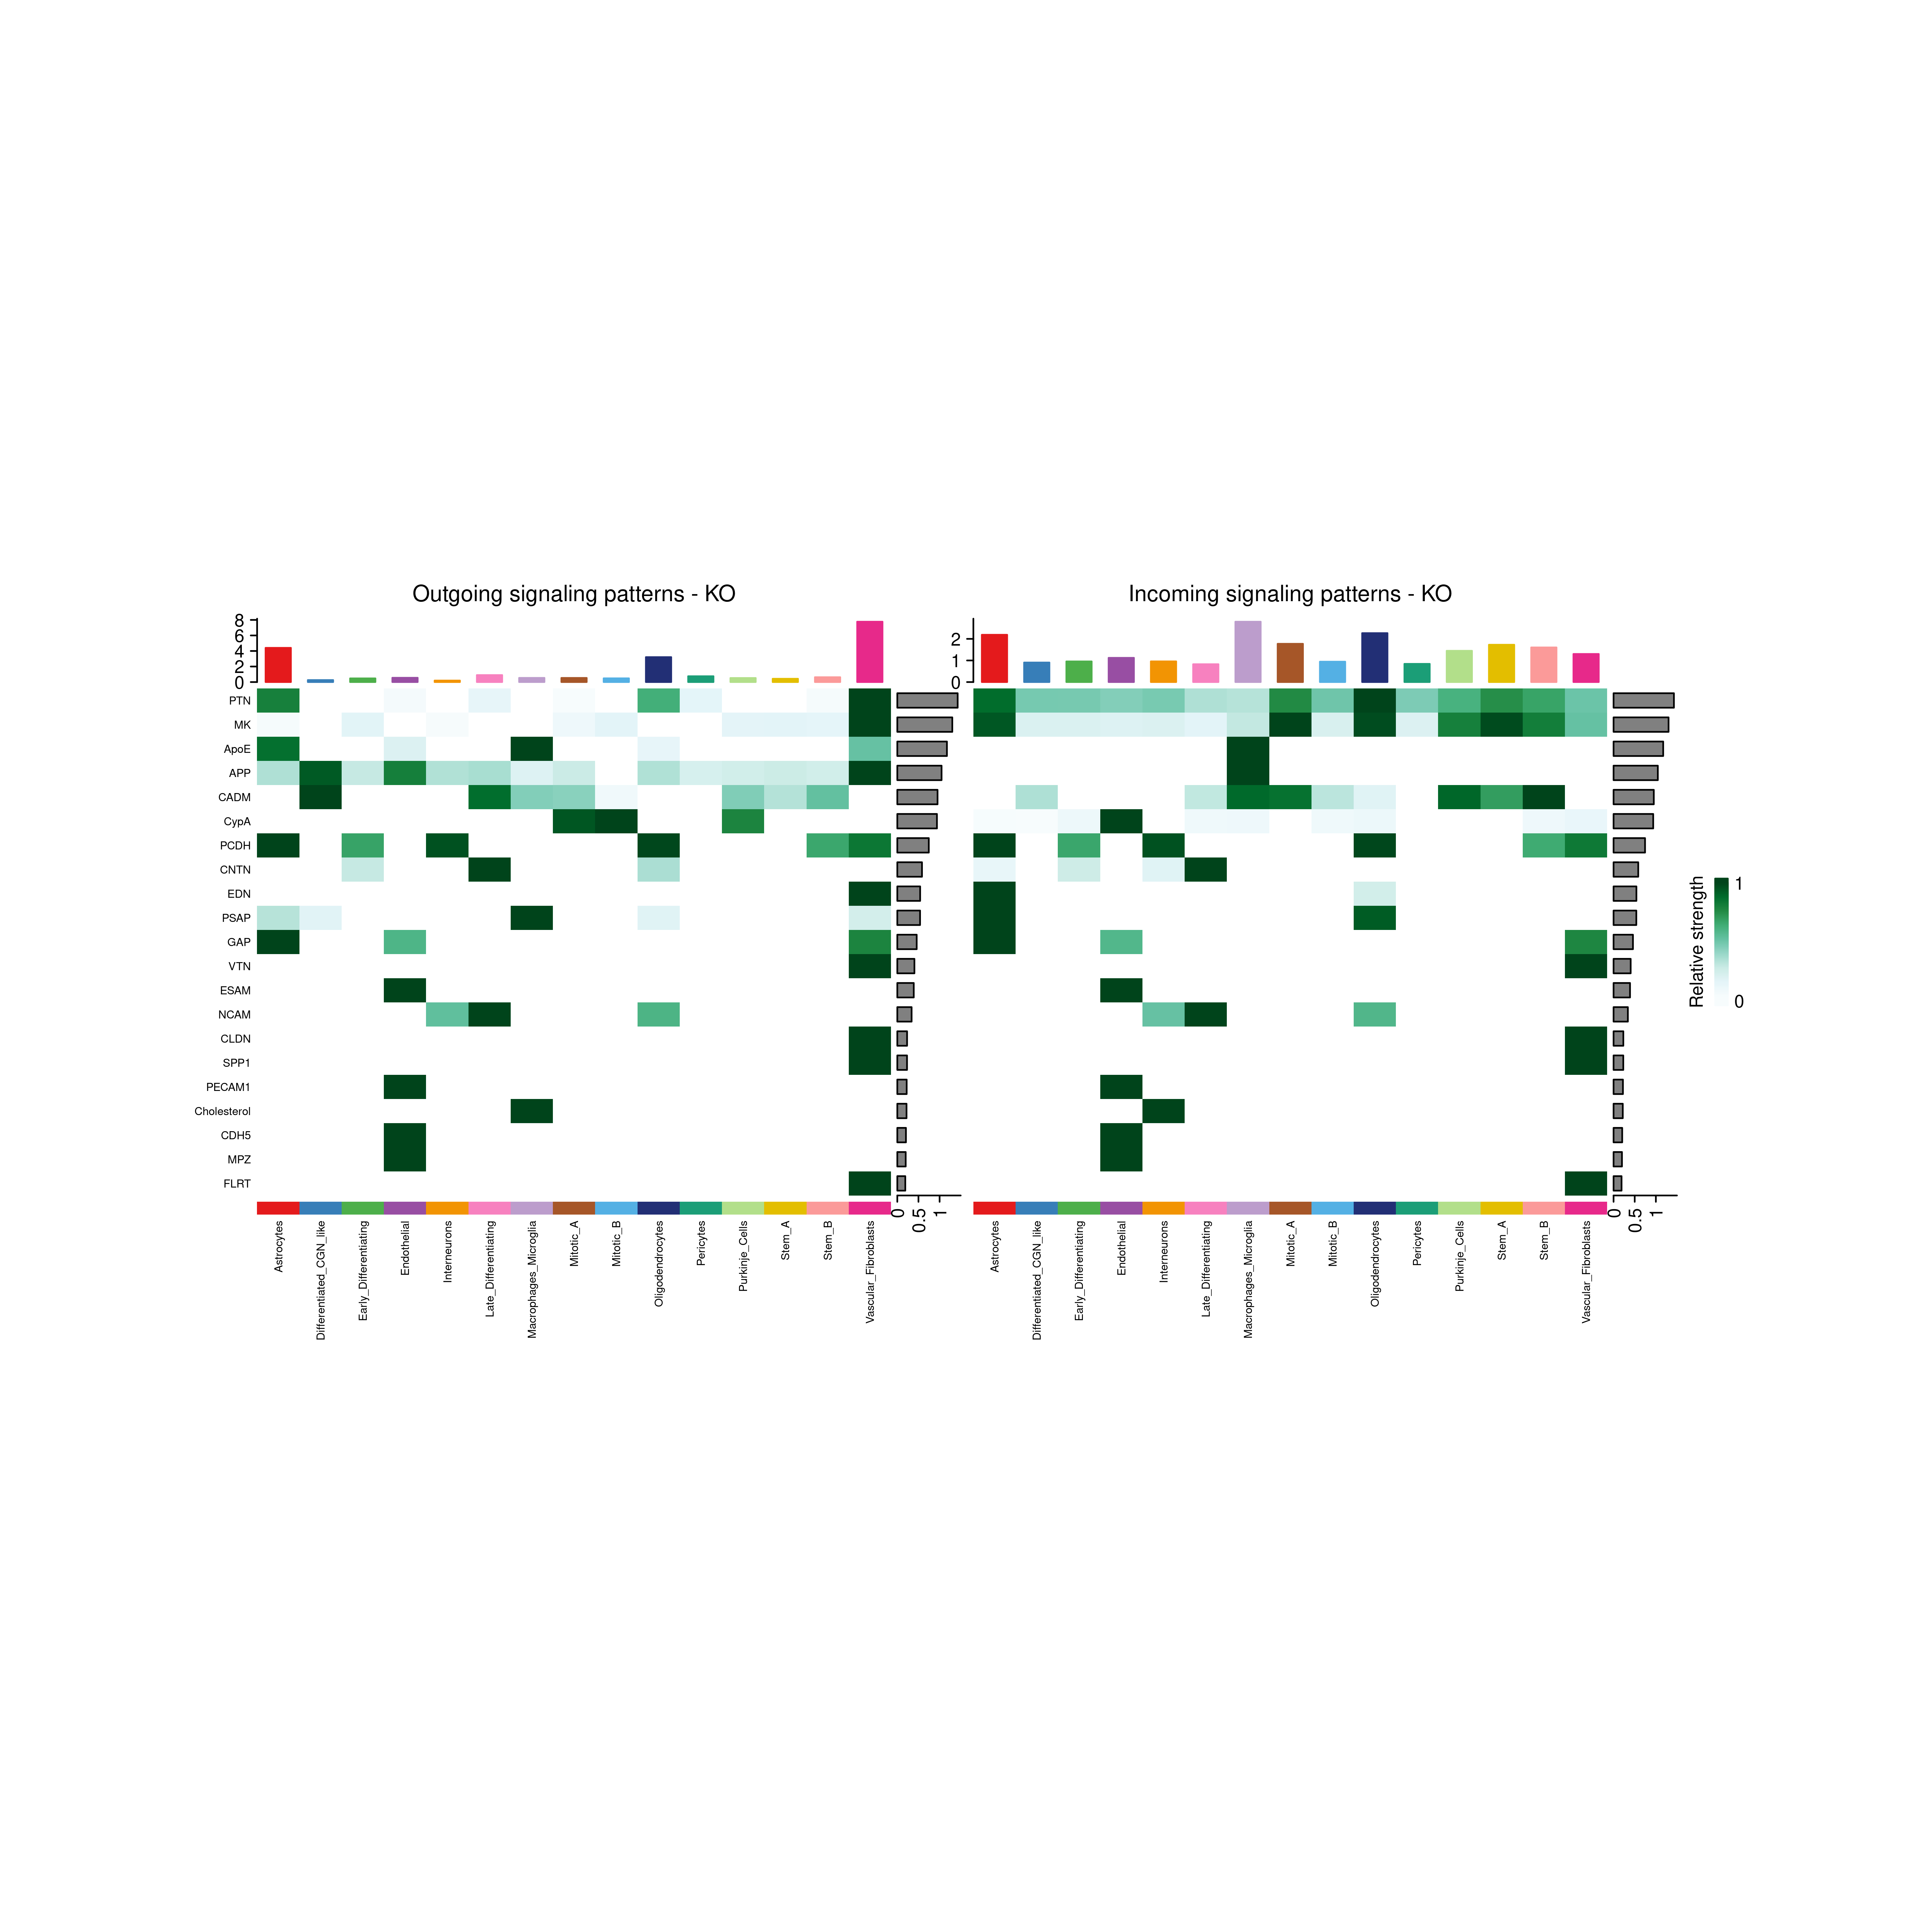 Outgoing signaling patterns - KO
Incoming signaling patterns - KO
8
6
4
2
0
2
1
0
PTN
MK
ApoE
APP
CADM
CypA
PCDH
CNTN
EDN
PSAP
GAP
VTN
ESAM
NCAM
CLDN
SPP1
PECAM1
Cholesterol
CDH5
MPZ
FLRT
Relative strength
1
0
0
0.5
1
0
0.5
1
Astrocytes
Differentiated_CGN_like
Early_Differentiating
Endothelial
Interneurons
Late_Differentiating
Macrophages_Microglia
Mitotic_A
Mitotic_B
Oligodendrocytes
Pericytes
Purkinje_Cells
Stem_A
Stem_B
Vascular_Fibroblasts
Astrocytes
Differentiated_CGN_like
Early_Differentiating
Endothelial
Interneurons
Late_Differentiating
Macrophages_Microglia
Mitotic_A
Mitotic_B
Oligodendrocytes
Pericytes
Purkinje_Cells
Stem_A
Stem_B
Vascular_Fibroblasts